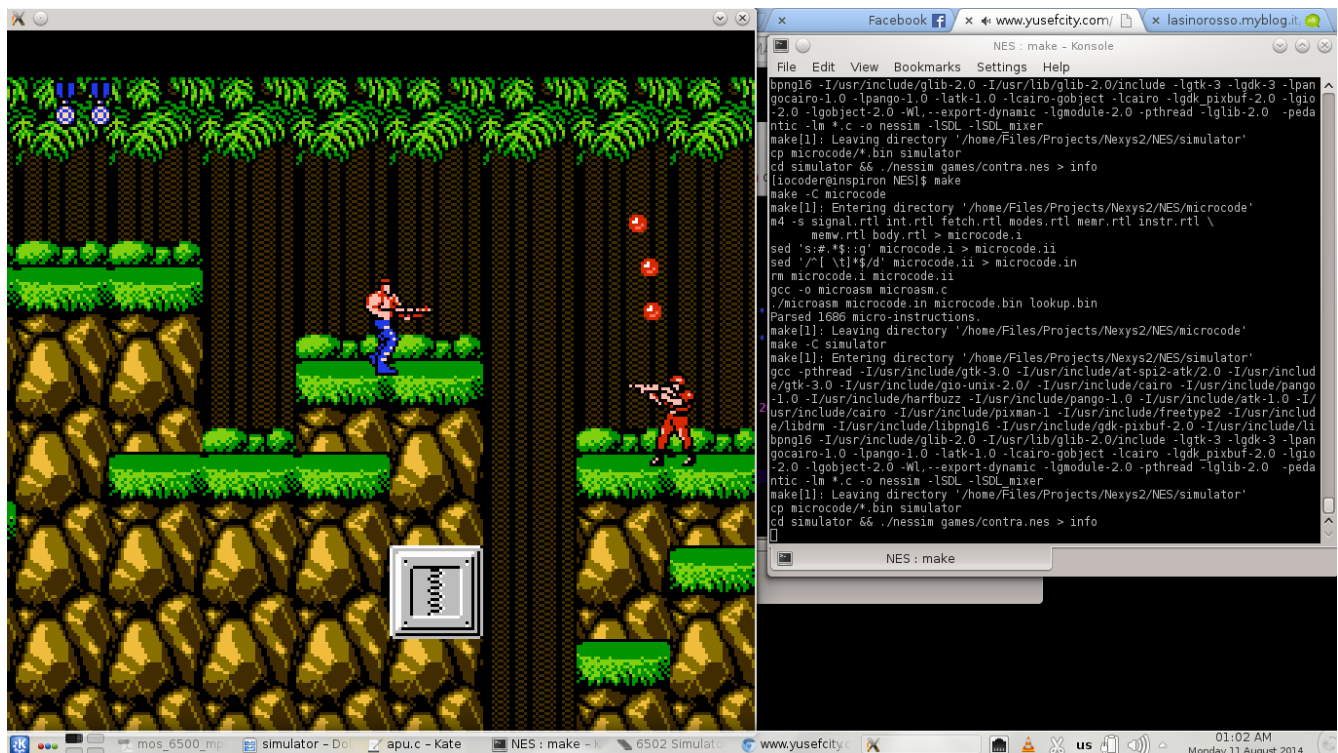 Facebook
www.yusefcity.com/
lasinorosso.myblog.it
NES : make – Konsole
File Edit View Bookmarks Settings Help
bpng16 -I/usr/include/glib-2.0 -I/usr/lib/glib-2.0/include -lgtk-3 -lgdk-3 -lpan
gocairo-1.0 -lpango-1.0 -latk-1.0 -lcairo-gobject -lcairo -lgdk_pixbuf-2.0 -lgio
-2.0 -lgobject-2.0 -Wl,--export-dynamic -lgmodule-2.0 -pthread -lglib-2.0  -peda
ntic -lm *.c -o nessim -lSDL -lSDL_mixer
make[1]: Leaving directory '/home/Files/Projects/Nexys2/NES/simulator'
cp microcode/*.bin simulator
cd simulator && ./nessim games/contra.nes > info
[iocoder@inspiron NES]$ make
make -C microcode
make[1]: Entering directory '/home/Files/Projects/Nexys2/NES/microcode'
m4 -s signal.rtl int.rtl fetch.rtl modes.rtl memr.rtl instr.rtl \
memw.rtl body.rtl > microcode.i
sed 's:#.*$::g' microcode.i > microcode.ii
sed '/^[ \t]*$/d' microcode.ii > microcode.in
rm microcode.i microcode.ii
gcc -o microasm microasm.c
./microasm microcode.in microcode.bin lookup.bin
Parsed 1686 micro-instructions.
make[1]: Leaving directory '/home/Files/Projects/Nexys2/NES/microcode'
make -C simulator
make[1]: Entering directory '/home/Files/Projects/Nexys2/NES/simulator'
gcc -pthread -I/usr/include/gtk-3.0 -I/usr/include/at-spi2-atk/2.0 -I/usr/includ
e/gtk-3.0 -I/usr/include/gio-unix-2.0/ -I/usr/include/cairo -I/usr/include/pango
-1.0 -I/usr/include/harfbuzz -I/usr/include/pango-1.0 -I/usr/include/atk-1.0 -I/
usr/include/cairo -I/usr/include/pixman-1 -I/usr/include/freetype2 -I/usr/includ
e/libdrm -I/usr/include/libpng16 -I/usr/include/gdk-pixbuf-2.0 -I/usr/include/li
bpng16 -I/usr/include/glib-2.0 -I/usr/lib/glib-2.0/include -lgtk-3 -lgdk-3 -lpan
gocairo-1.0 -lpango-1.0 -latk-1.0 -lcairo-gobject -lcairo -lgdk_pixbuf-2.0 -lgio
-2.0 -lgobject-2.0 -Wl,--export-dynamic -lgmodule-2.0 -pthread -lglib-2.0  -peda
ntic -lm *.c -o nessim -lSDL -lSDL_mixer
make[1]: Leaving directory '/home/Files/Projects/Nexys2/NES/simulator'
cp microcode/*.bin simulator
cd simulator && ./nessim games/contra.nes > info
NES : make
mos_6500_mp
simulator – Do
apu.c – Kate
NES : make –
6502 Simulato
www.yusefcity.c
us
01:02 AM
Monday 11 August 2014